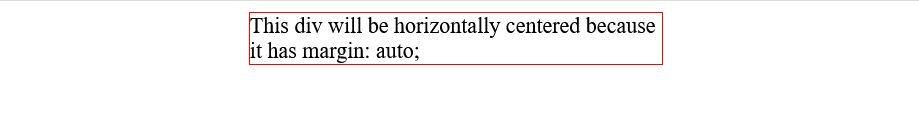 This div will be horizontally centered because
it has margin: auto;